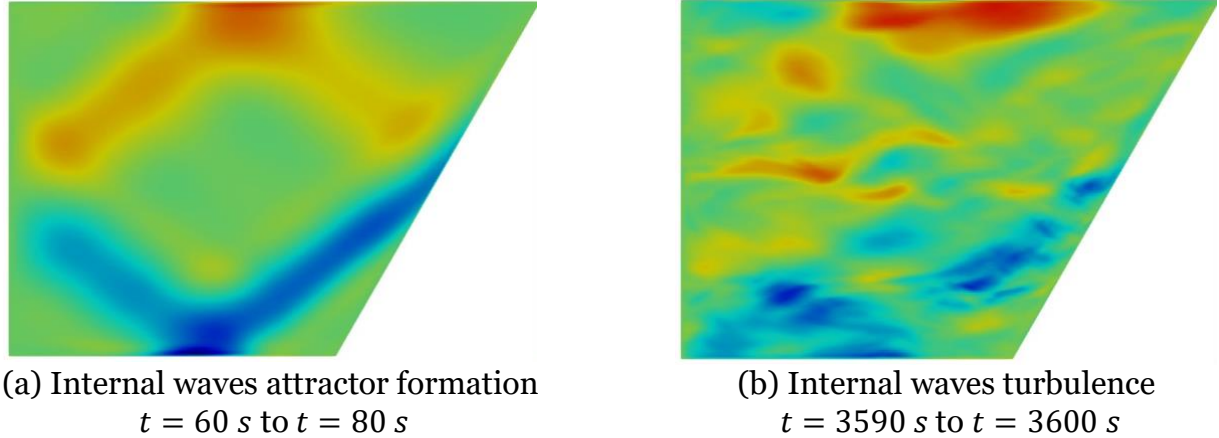 (a) Internal waves attractor formation
t = 60 s to t = 80 s
(b) Internal waves turbulence
t = 3590 s to t = 3600 s